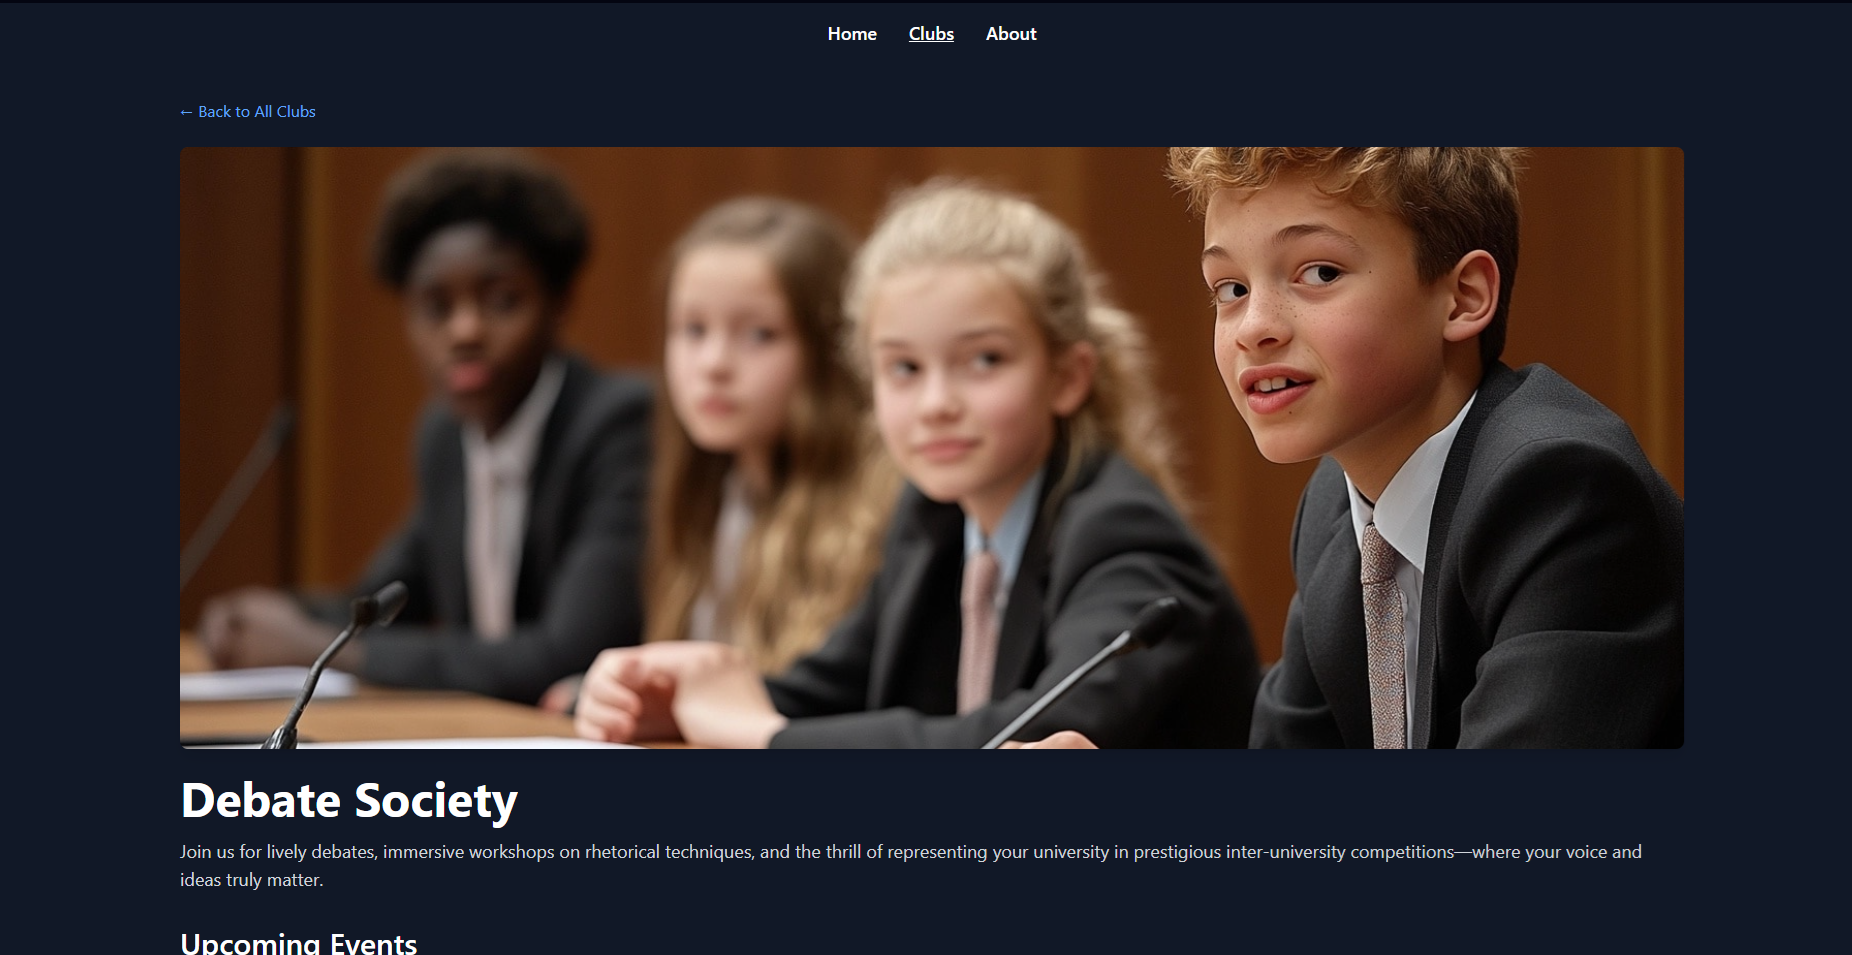 Home Clubs About
← Back to All Clubs
Debate Society
Join us for lively debates, immersive workshops on rhetorical techniques, and the thrill of representing your university in prestigious inter-university competitions—where your voice and
ideas truly matter.
Upcoming Events